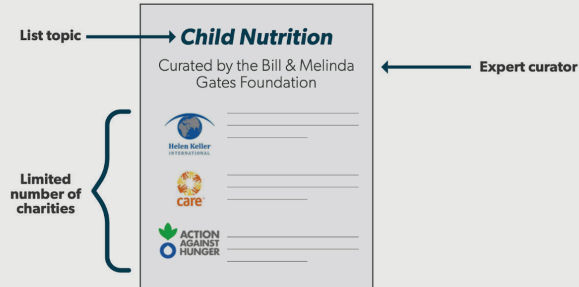 List topic
Child Nutrition
Curated by the Bill & Melinda
Gates Foundation
Expert curator
Limited
number of
charities
Helen Keller
INTERNATIONAL
care
ACTION
AGAINST
HUNGER